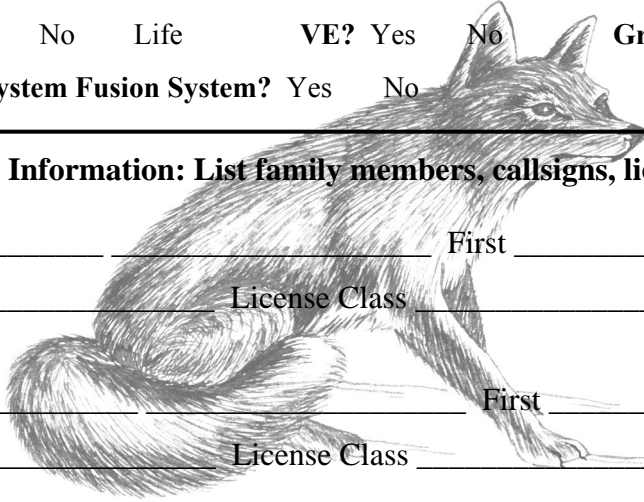 No Life VE? Yes No Gr
ystem Fusion System? Yes No
Information: List family members, callsigns, lic
First
License Class
First
License Class